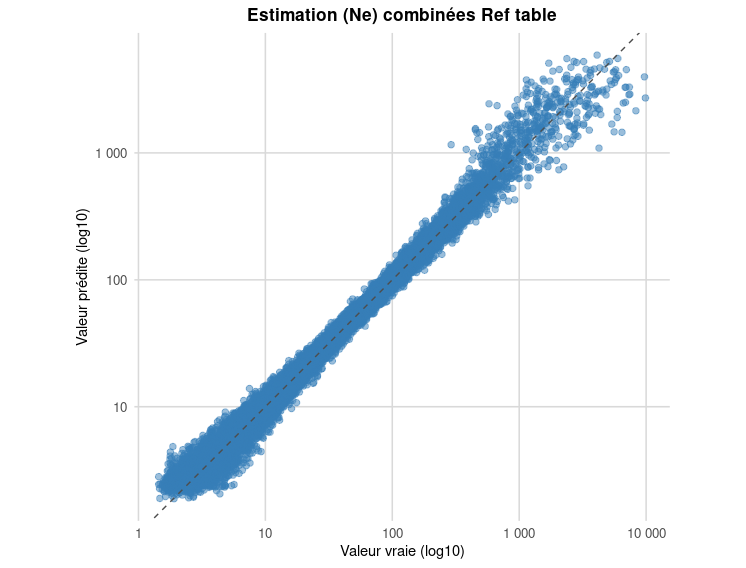 Estimation (Ne) combinées Ref table
Valeur prédite (log10)
1 000
100
10
1
10
100
1 000
10 000
Valeur vraie (log10)